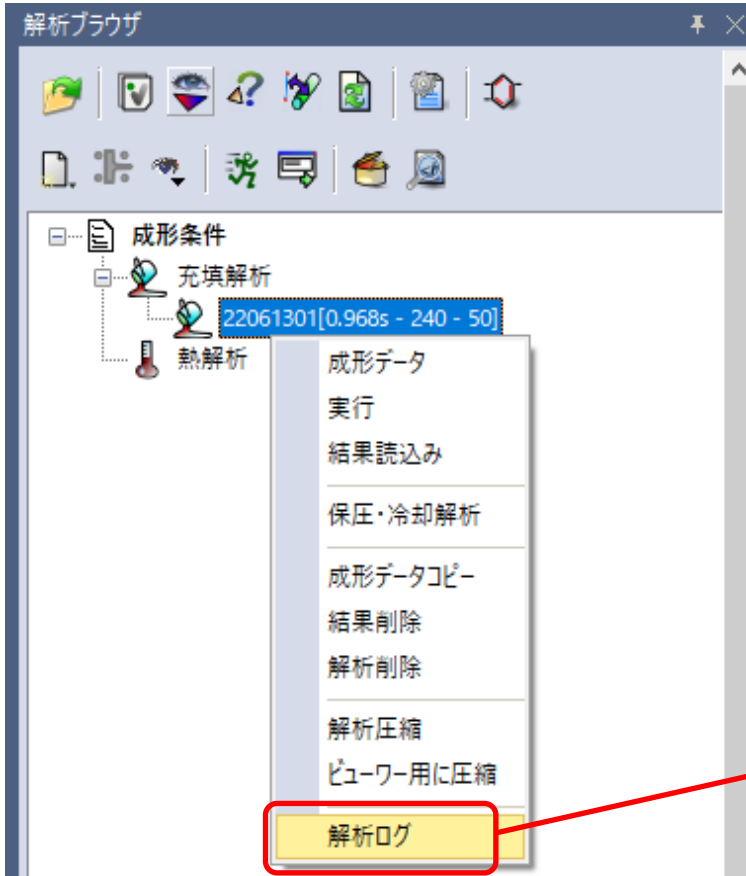 解析ブラウザ
成形条件
充填解析
22061301[0.968s - 240 - 50]
熱解析
成形データ
実行
結果読込み
保圧・冷却解析
成形データコピー
結果削除
解析削除
解析圧縮
ビューワー用に圧縮
解析ログ